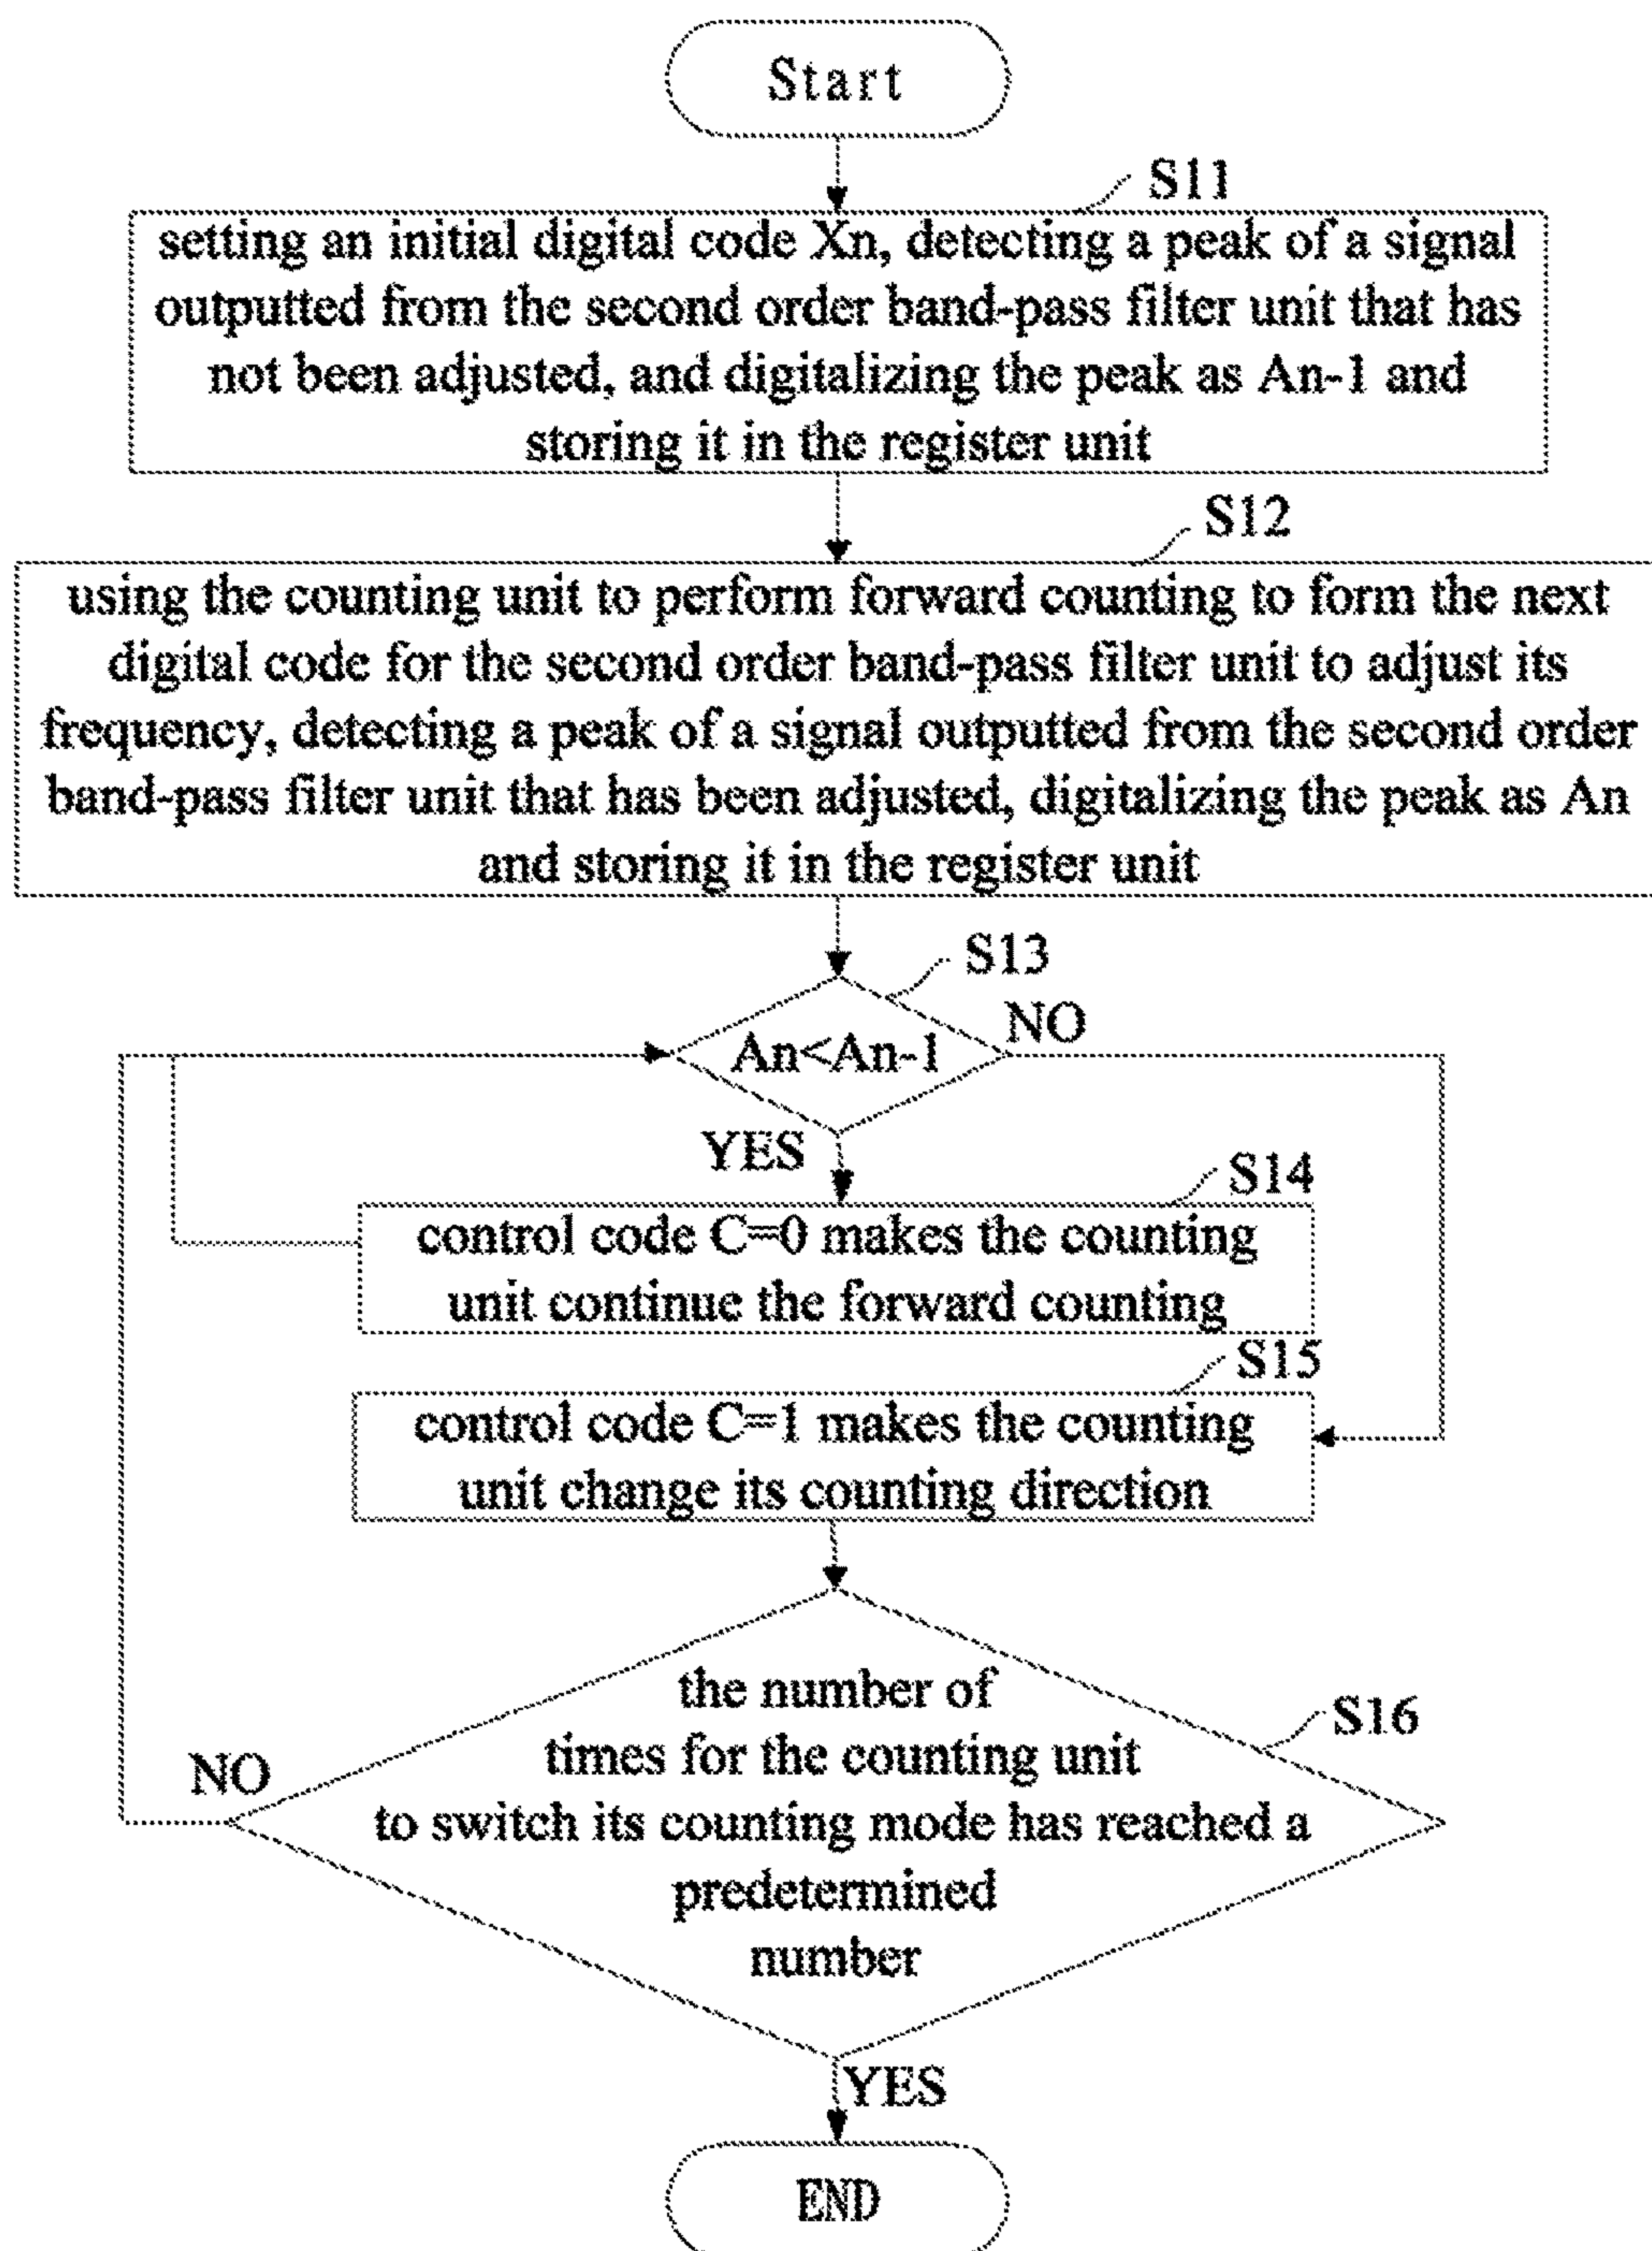 Start
S11
setting an initial digital code Xn, detecting a peak of a signal
outputted from the second order band-pass filter unit that has
not been adjusted, and digitalizing the peak as An-1 and
storing it in the register unit
S12
using the counting unit to perform forward counting to form the next
digital code for the second order band-pass filter unit to adjust its
frequency, detecting a peak of a signal outputted from the second order
band-pass filter unit that has been adjusted, digitalizing the peak as An
and storing it in the register unit
S13
An<An-1
NO
YES
S14
control code C=0 makes the counting
unit continue the forward counting
S15
control code C=1 makes the counting
unit change its counting direction
the number of
S16
times for the counting unit
NO
to switch its counting mode has reached a
predetermined
number
YES
END